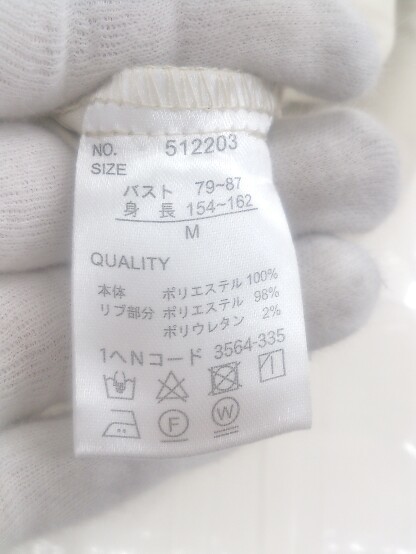 NO. 512203
SIZE
バスト 79~87
身長 154~162
M
QUALITY
本体 ポリエステル 100%
リブ部分 ポリエステル 98%
ポリウレタン 2%
1ヘNコード 3564-335
F
W